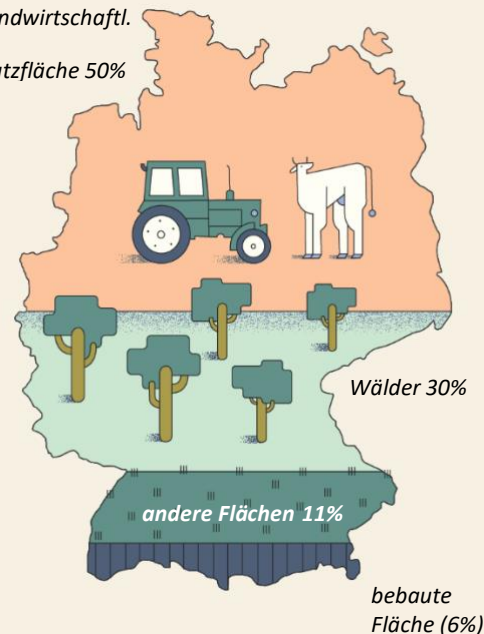 ndwirtschaftl.
tzfläche 50%
Wälder 30%
andere Flächen 11%
bebaute
Fläche (6%)